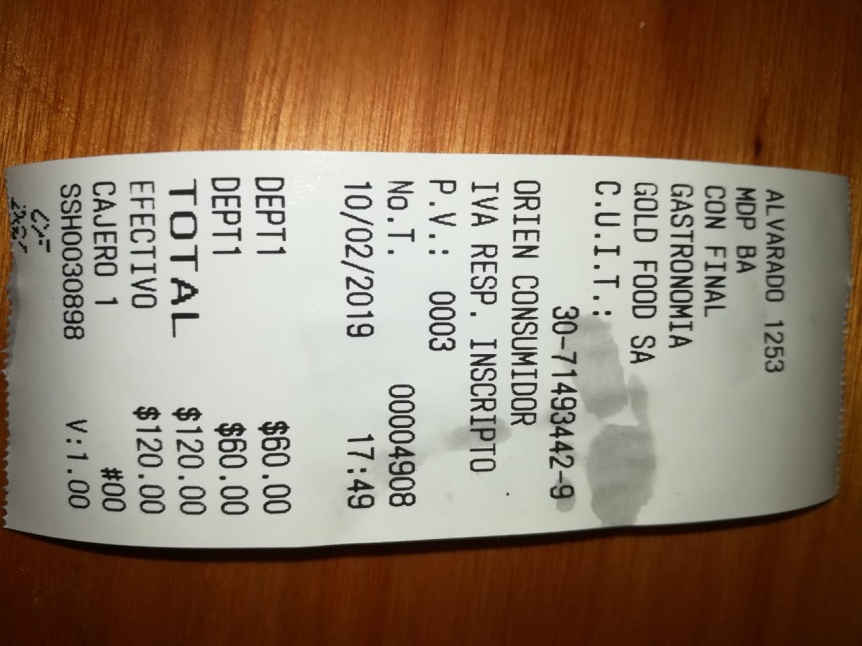 ALVARADO 1253
MDP BA
CON FINAL
GASTRONOMIA
GOLD FOOD SA
C.U.I.T.:
30-71493442-9
ORIEN CONSUMIDOR
IVA RESP. INSCRIPTO
P.V.: 0003
No.T. 00004908
10/02/2019 17:49
DEPT1 $60.00
DEPT1 $60.00
TOTAL $120.00
EFECTIVO $120.00
CAJERO 1 #00
SSH0030898 V:1.00